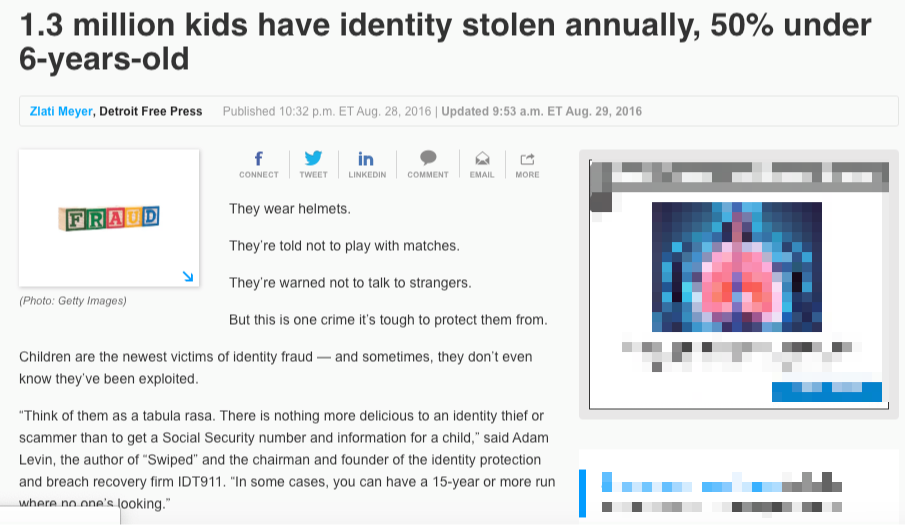 1.3 million kids have identity stolen annually, 50% under
6-years-old
Zlati Meyer, Detroit Free Press Published 10:32 p.m. ET Aug. 28, 2016 | Updated 9:53 a.m. ET Aug. 29, 2016
FRAUD
(Photo: Getty Images)
f in
CONNECT TWEET LINKEDIN COMMENT EMAIL MORE
They wear helmets.
They're told not to play with matches.
They're warned not to talk to strangers.
But this is one crime it's tough to protect them from.
Children are the newest victims of identity fraud — and sometimes, they don't even
know they've been exploited.
“Think of them as a tabula rasa. There is nothing more delicious to an identity thief or
scammer than to get a Social Security number and information for a child,” said Adam
Levin, the author of “Swiped” and the chairman and founder of the identity protection
and breach recovery firm IDT911. “In some cases, you can have a 15-year or more run
where no one's looking.”